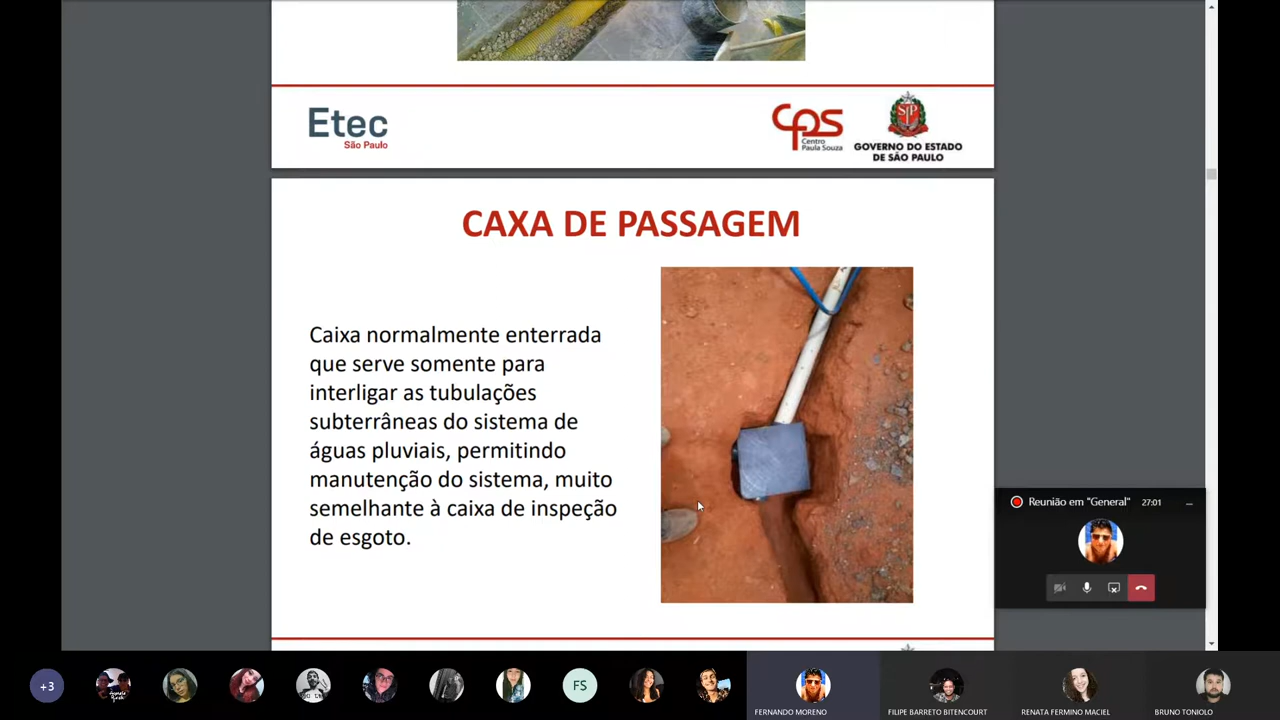 Etec
São Paulo
CPS
Centro
Paula Souza
SP
GOVERNO DO ESTADO
DE SÃO PAULO
CAXA DE PASSAGEM
Caixa normalmente enterrada
que serve somente para
interligar as tubulações
subterrâneas do sistema de
águas pluviais, permitindo
manutenção do sistema, muito
semelhante à caixa de inspeção
de esgoto.
Reunião em "General"
27:01
+3
FS
FERNANDO MORENO
FILIPE BARRETO BITENCOURT
RENATA FERMINO MACIEL
BRUNO TONIOLO